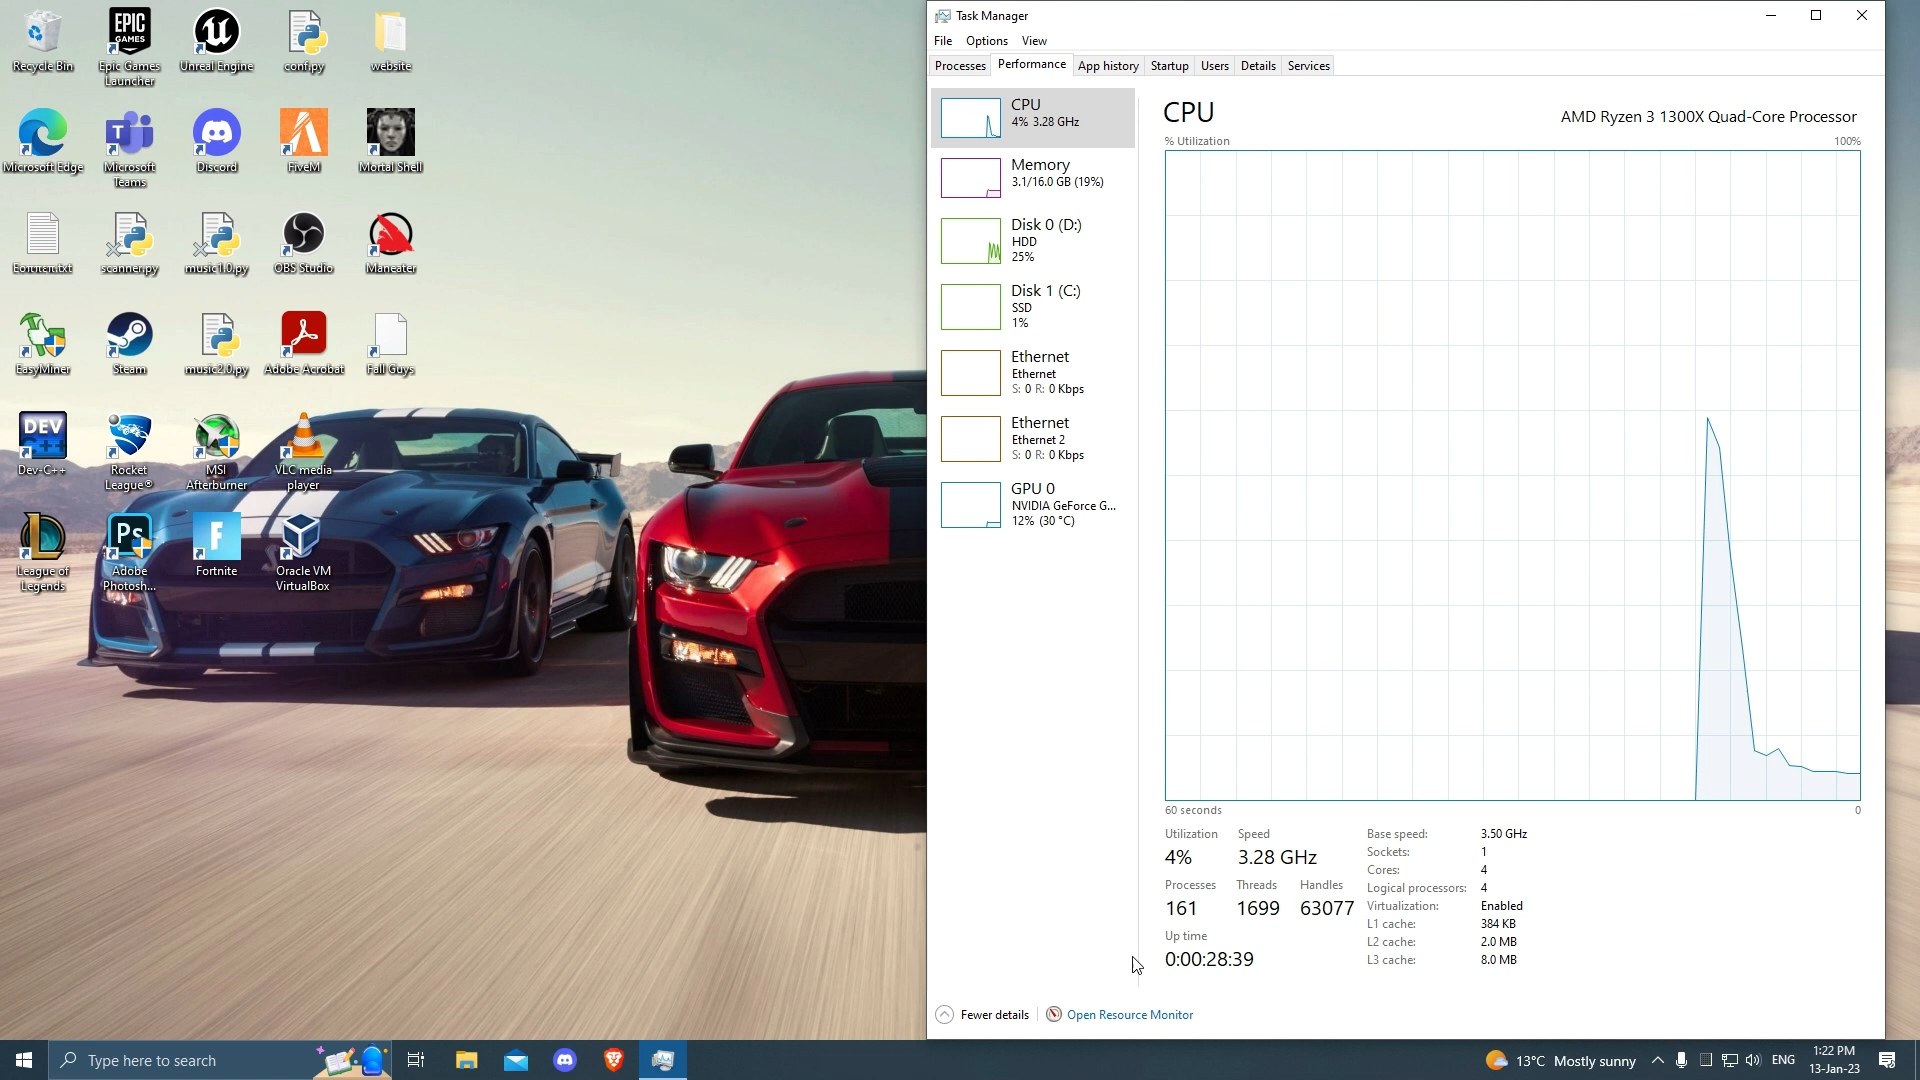 Recycle Bin
Epic Games
Launcher
Unreal Engine
conf.py
website
Microsoft Edge
Microsoft
Teams
Discord
FiveM
Mortal Shell
scanner.py
music1.0.py
OBS Studio
Maneater
EasyMiner
Steam
music2.0.py
Adobe Acrobat
Fall Guys
Dev-C++
Rocket
League®
MSI
Afterburner
VLC media
player
League of
Legends
Adobe
Photosh...
Fortnite
Oracle VM
VirtualBox
EPIC
GAMES
DEV
C++
Ps
Task Manager
File Options View
Processes Performance App history Startup Users Details Services
CPU
4% 3.28 GHz
Memory
3.1/16.0 GB (19%)
Disk 0 (D:)
HDD
25%
Disk 1 (C:)
SSD
1%
Ethernet
Ethernet
S: 0 R: 0 Kbps
Ethernet
Ethernet 2
S: 0 R: 0 Kbps
GPU 0
NVIDIA GeForce G...
12% (30 °C)
CPU
AMD Ryzen 3 1300X Quad-Core Processor
% Utilization
100%
60 seconds
0
Utilization Speed
4% 3.28 GHz
Processes Threads Handles
161 1699 63077
Up time
0:00:28:39
Base speed: 3.50 GHz
Sockets: 1
Cores: 4
Logical processors: 4
Virtualization: Enabled
L1 cache: 384 KB
L2 cache: 2.0 MB
L3 cache: 8.0 MB
Fewer details
Open Resource Monitor
Type here to search
13°C Mostly sunny
ENG
1:22 PM
13-Jan-23